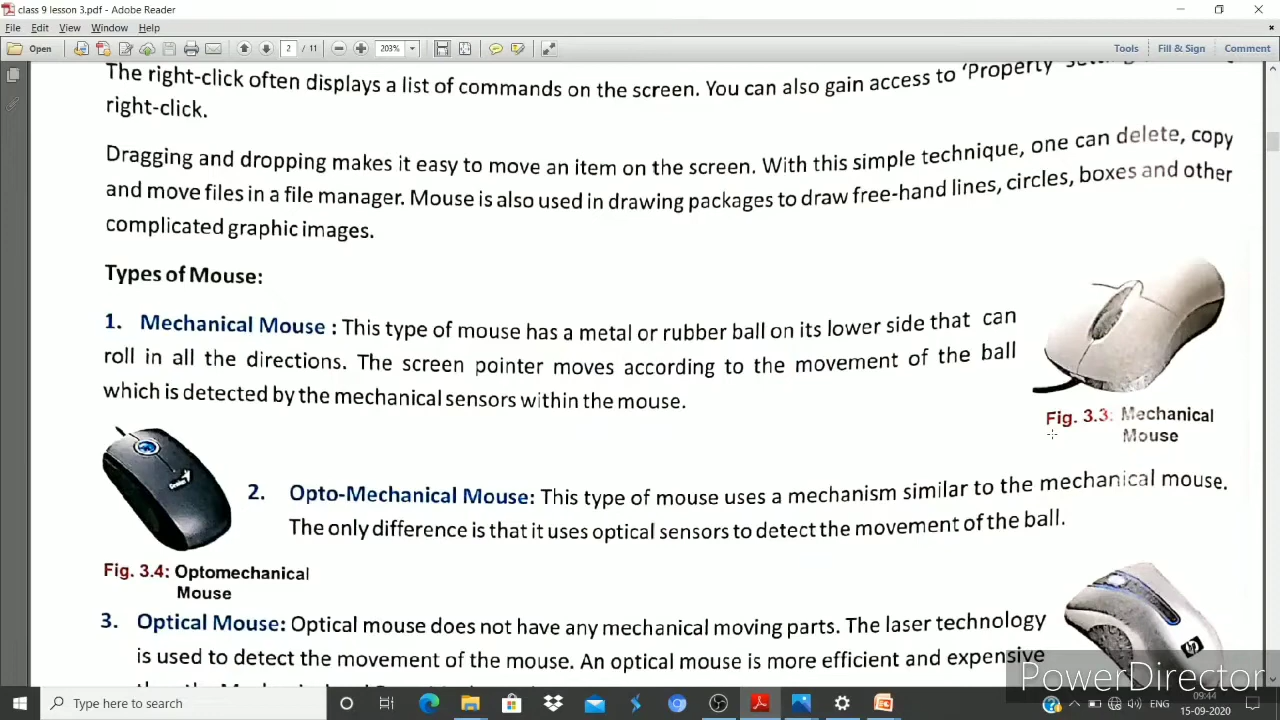 class 9 lesson 3.pdf - Adobe Reader
File Edit View Window Help
Open 2 / 11 203% Tools Fill & Sign Comment
The right-click often displays a list of commands on the screen. You can also gain access to ‘Property
right-click.
Dragging and dropping makes it easy to move an item on the screen. With this simple technique, one can delete, copy
and move files in a file manager. Mouse is also used in drawing packages to draw free-hand lines, circles, boxes and other
complicated graphic images.
Types of Mouse:
1. Mechanical Mouse : This type of mouse has a metal or rubber ball on its lower side that can
roll in all the directions. The screen pointer moves according to the movement of the ball
which is detected by the mechanical sensors within the mouse.
Fig. 3.3: Mechanical
Mouse
2. Opto-Mechanical Mouse: This type of mouse uses a mechanism similar to the mechanical mouse.
The only difference is that it uses optical sensors to detect the movement of the ball.
Genius
Fig. 3.4: Optomechanical
Mouse
3. Optical Mouse: Optical mouse does not have any mechanical moving parts. The laser technology
is used to detect the movement of the mouse. An optical mouse is more efficient and expensive
hp
PowerDirector
Type here to search
ENG
09:44
15-09-2020